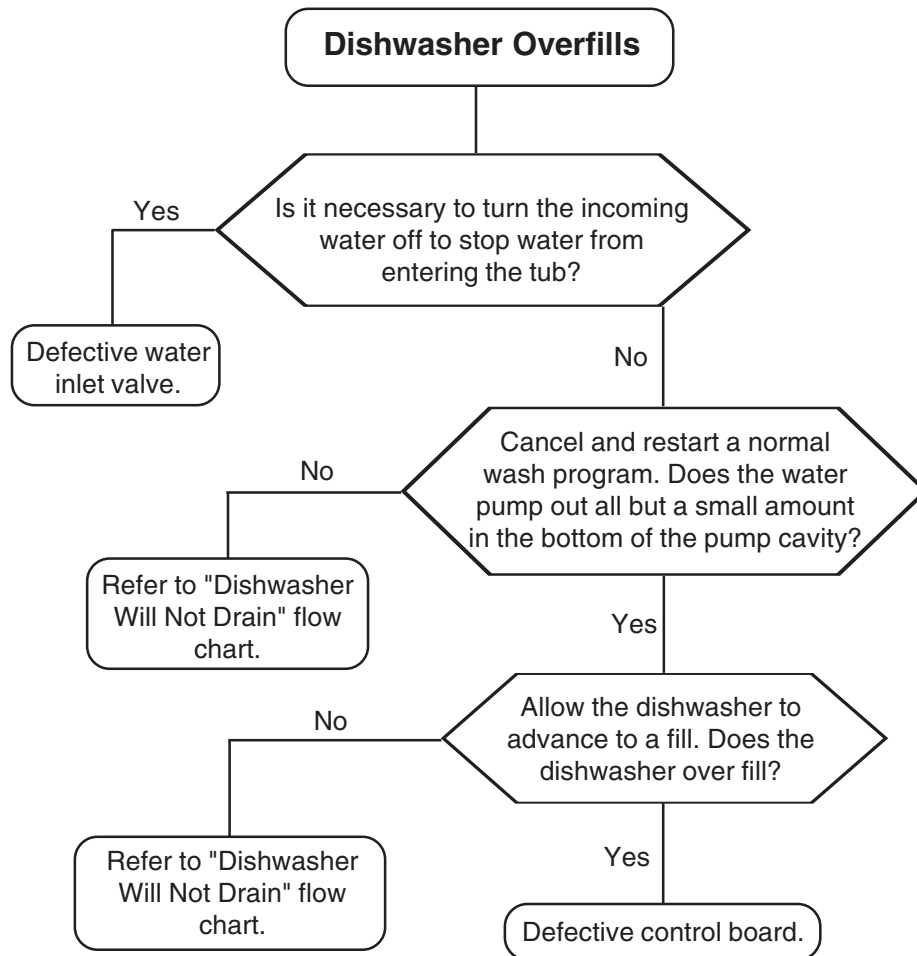 Dishwasher Overfills
Yes
Is it necessary to turn the incoming
water off to stop water from
entering the tub?
Defective water
inlet valve.
No
No
Cancel and restart a normal
wash program. Does the water
pump out all but a small amount
in the bottom of the pump cavity?
Refer to "Dishwasher
Will Not Drain" flow
chart.
Yes
No
Allow the dishwasher to
advance to a fill. Does the
dishwasher over fill?
Refer to "Dishwasher
Will Not Drain" flow
chart.
Yes
Defective control board.